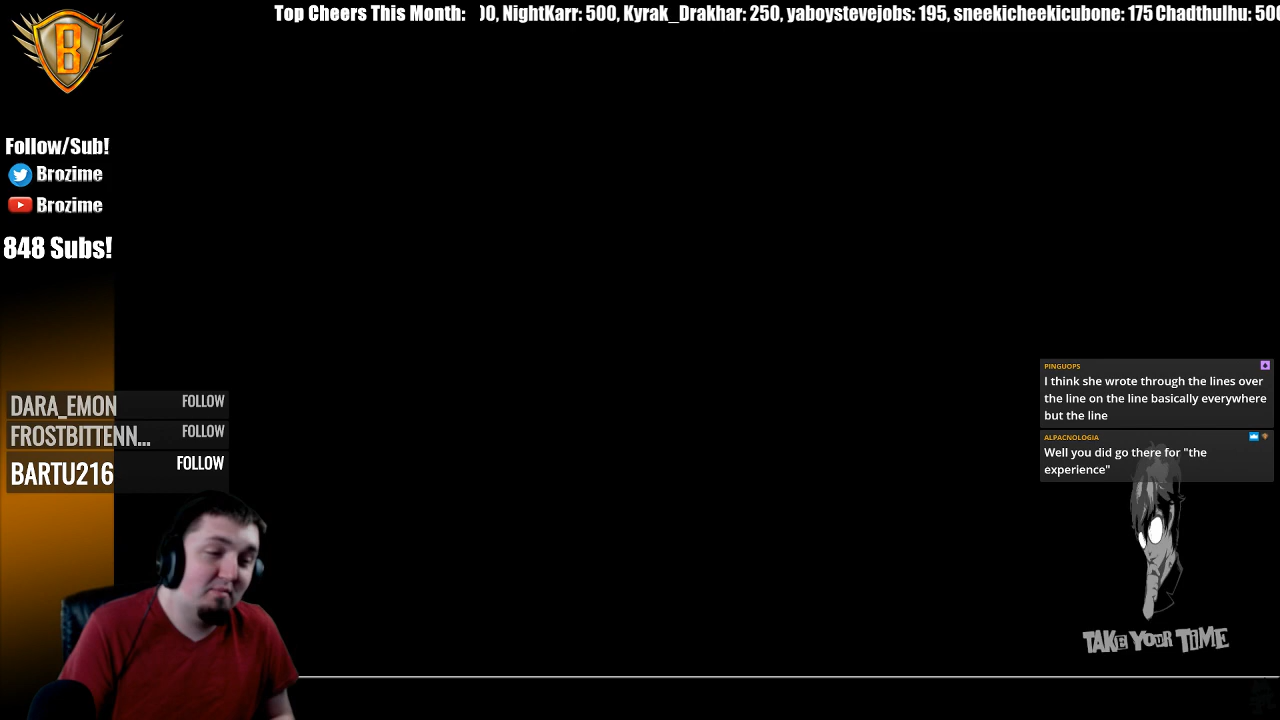 Top Cheers This Month: 00, NightKarr: 500, Kyrak_Drakhar: 250, yaboystevejobs: 195, sneekicheekicubone: 175 Chadthulhu: 500
B
Follow/Sub!
Brozime
Brozime
848 Subs!
DARA_EMON FOLLOW
FROSTBITTENN... FOLLOW
BARTU216 FOLLOW
PINGUOPS
I think she wrote through the lines over
the line on the line basically everywhere
but the line
ALPACNOLOGIA
Well you did go there for "the
experience"
TAKE YOUR TIME